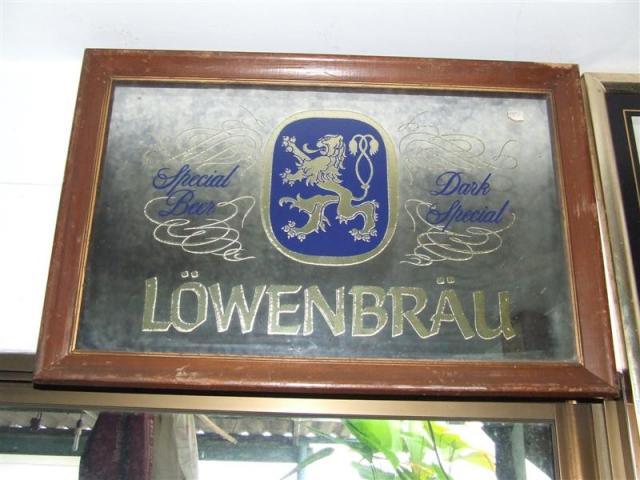 Special
Beer
Dark
Special
LÖWENBRÄU